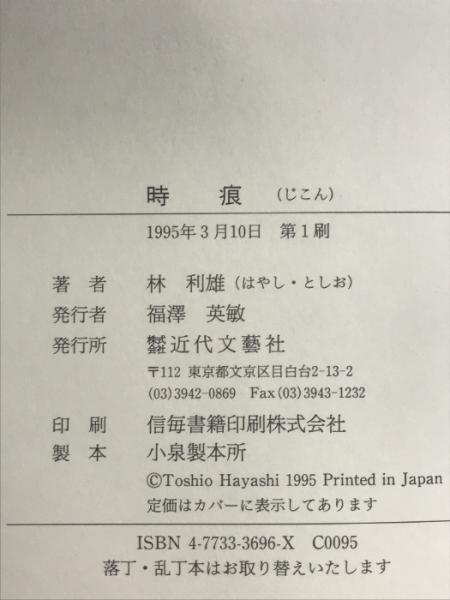 時痕 （じこん）
1995年3月10日 第1刷
著者 林 利雄（はやし・としお）
発行者 福澤 英敏
発行所 株式会社 近代文藝社
〒112 東京都文京区目白台2-13-2
(03)3942-0869 Fax(03)3943-1232
印刷 信毎書籍印刷株式会社
製本 小泉製本所
©Toshio Hayashi 1995 Printed in Japan
定価はカバーに表示してあります
ISBN 4-7733-3696-X C0095
落丁・乱丁本はお取り替えいたします